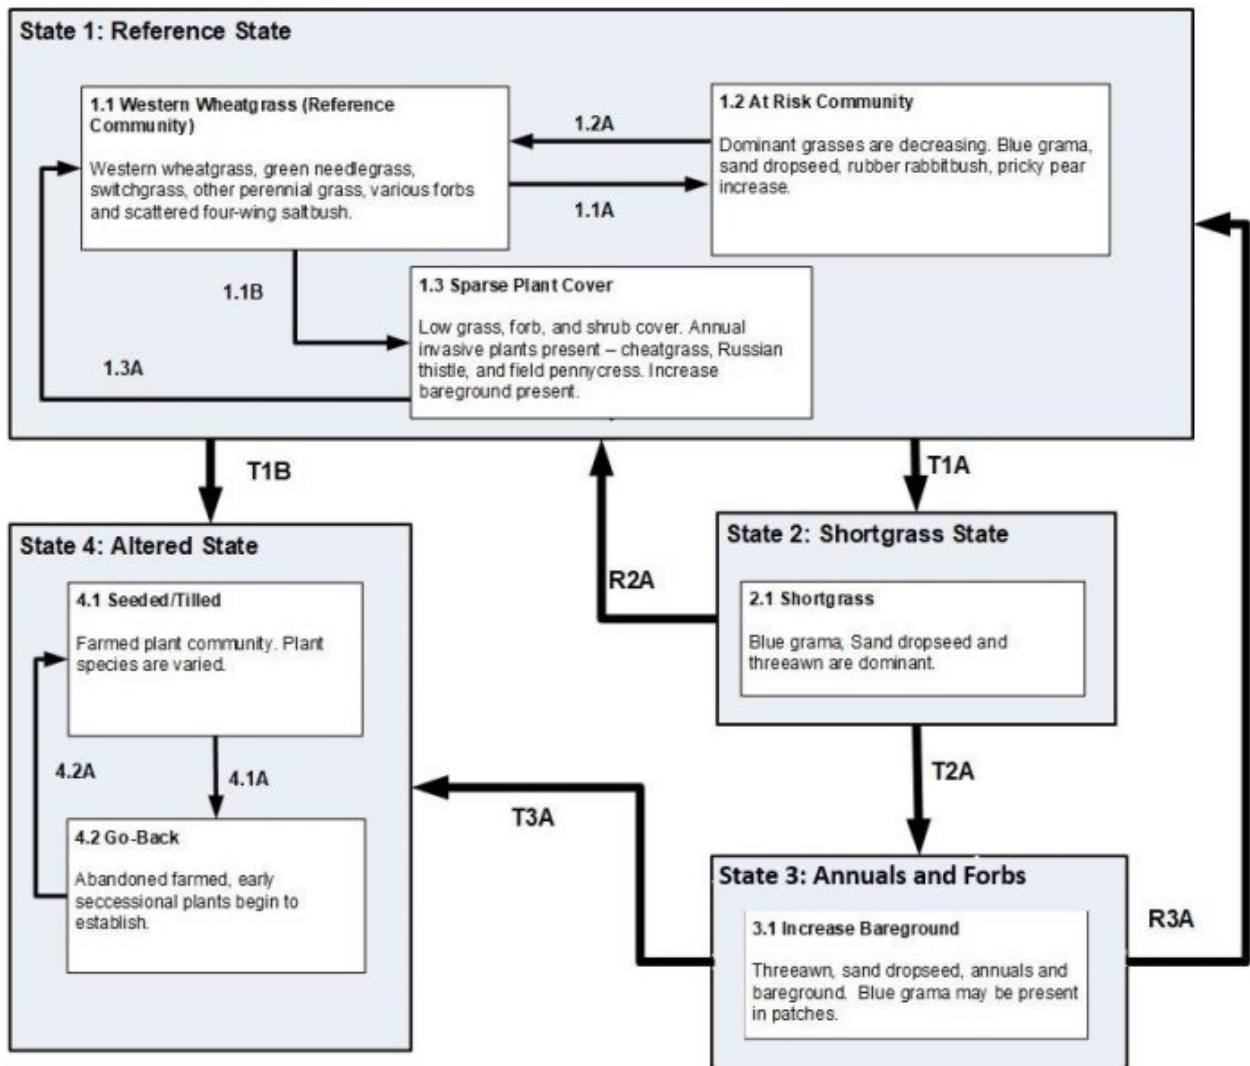 State 1: Reference State
1.1 Western Wheatgrass (Reference
Community)
Western wheatgrass, green needlegrass,
switchgrass, other perennial grass, various forbs
and scattered four-wing saltbush.
1.2A
1.1A
1.2 At Risk Community
Dominant grasses are decreasing. Blue grama,
sand dropseed, rubber rabbitbush, pricky pear
increase.
1.1B
1.3 Sparse Plant Cover
Low grass, forb, and shrub cover. Annual
invasive plants present – cheatgrass, Russian
thistle, and field pennycress. Increase
bareground present.
1.3A
T1B
T1A
State 4: Altered State
4.1 Seeded/Tilled
Farmed plant community. Plant
species are varied.
4.2A
4.1A
4.2 Go-Back
Abandoned farmed, early
seccessional plants begin to
establish.
R2A
State 2: Shortgrass State
2.1 Shortgrass
Blue grama, Sand dropseed and
threeawn are dominant.
T2A
T3A
State 3: Annuals and Forbs
3.1 Increase Bareground
Threeawn, sand dropseed, annuals and
bareground. Blue grama may be present
in patches.
R3A